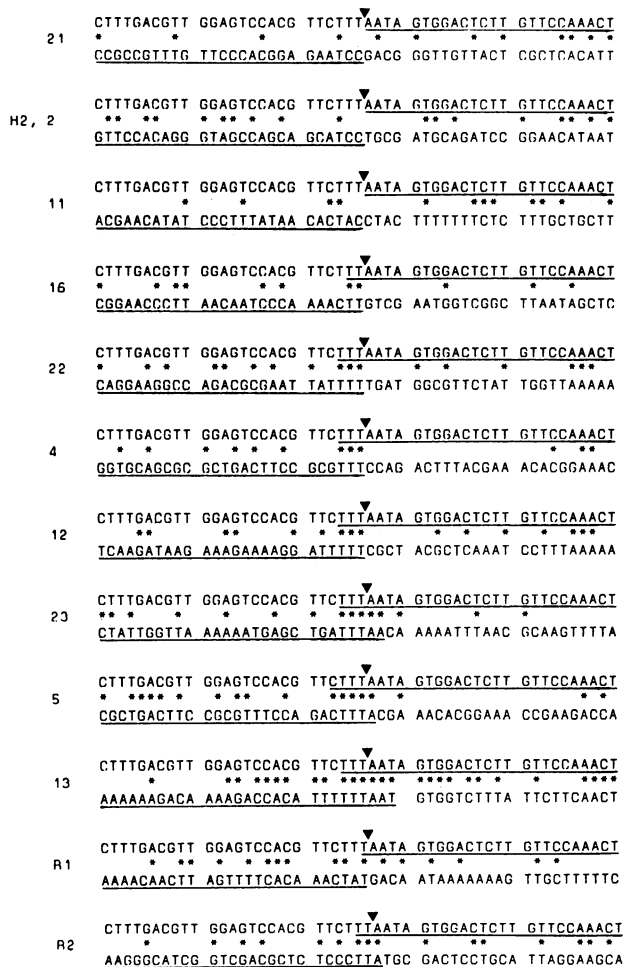 CTTTGACGTT GGAGTCCACG TTCTTTAATA GTGGACTCTT GTTCCAAACT
21
* * * * * * * * * * *
CCGCCGTTTG TTCCCACGGA GAATCCGACG GGTTGTTACT CGCTCACATT
CTTTGACGTT GGAGTCCACG TTCTTTAATA GTGGACTCTT GTTCCAAACT
H2, 2
** ** * ** * * * ** * * ** * *
GTTCCACAGG GTAGCCAGCA GCATCCTGCG ATGCAGATCC GGAACATAAT
CTTTGACGTT GGAGTCCACG TTCTTTAATA GTGGACTCTT GTTCCAAACT
11
* * ** * *** ** * *
ACGAACATAT CCCTTTATAA CACTACCTAC TTTTTTTCTC TTTGCTGCTT
CTTTGACGTT GGAGTCCACG TTCTTTAATA GTGGACTCTT GTTCCAAACT
16
* * ** * * ** * * *
CGGAACCCTT AACAATCCCA AAACTTGTCG AATGGTCGGC TTAATAGCTC
CTTTGACGTT GGAGTCCACG TTCTTTAATA GTGGACTCTT GTTCCAAACT
22
* * * ** * * * *** * * * ***
CAGGAAGGCC AGACGCGAAT TATTTTTGAT GGCGTTCTAT TGGTTAAAAA
CTTTGACGTT GGAGTCCACG TTCTTTAATA GTGGACTCTT GTTCCAAACT
4
* * * * * *** * **
GGTGCAGCGC GCTGACTTCC GCGTTTCCAG ACTTTACGAA ACACGGAAAC
CTTTGACGTT GGAGTCCACG TTCTTTAATA GTGGACTCTT GTTCCAAACT
12
** ** * *** * * * * ***
TCAAGATAAG AAAGAAAAGG ATTTTTCGCT ACGCTCAAAT CCTTTAAAAA
CTTTGACGTT GGAGTCCACG TTCTTTAATA GTGGACTCTT GTTCCAAACT
23
** * * * * * ***** * * *
CTATTGGTTA AAAAATGAGC TGATTTAACA AAAATTTAAC GCAAGTTTTA
CTTTGACGTT GGAGTCCACG TTCTTTAATA GTGGACTCTT GTTCCAAACT
5
* **** * * ** * ***** * * *
CGCTGACTTC CGCGTTTCCA GACTTTACGA AACACGGAAA CCGAAGACCA
CTTTGACGTT GGAGTCCACG TTCTTTAATA GTGGACTCTT GTTCCAAACT
13
* ** **** ** ****** **** ** * * ****
AAAAAAGACA AAAGACCACA TTTTTTTAAT GTGGTCTTTA TTCTTCAACT
CTTTGACGTT GGAGTCCACG TTCTTTAATA GTGGACTCTT GTTCCAAACT
R1
* ** * * *** ** * * * * * * *
AAAACAACTT AGTTTTCACA AACTATGACA ATAAAAAAAG TTGCTTTTTC
CTTTGACGTT GGAGTCCACG TTCTTTAATA GTGGACTCTT GTTCCAAACT
R2
* * * * * * *** * * ** * * * *
AAGGGCATCG GTCGACGCTC TCCCTTATGC GACTCCTGCA TTAGGAAGCA